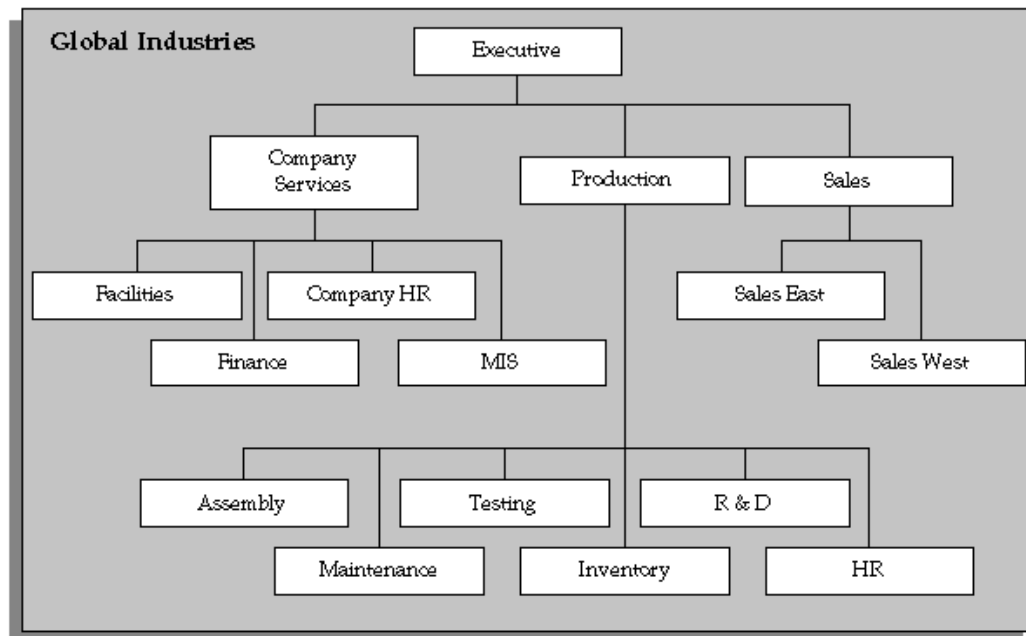 Global Industries
Executive
Company
Services
Production
Sales
Facilities
Company HR
Sales East
Finance
MIS
Sales West
Assembly
Testing
R & D
Maintenance
Inventory
HR